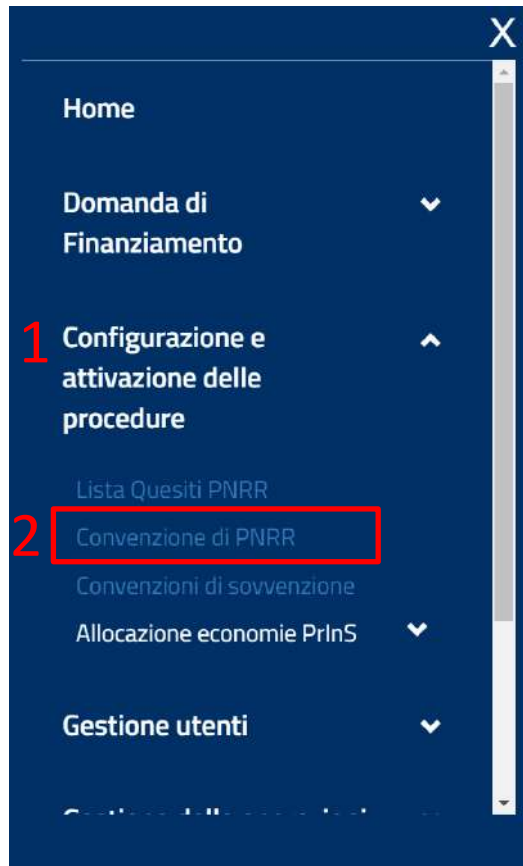 X
Home
Domanda di
Finanziamento
1 Configurazione e
attivazione delle
procedure
Lista Quesiti PNRR
2 Convenzione di PNRR
Convenzioni di sovvenzione
Allocazione economie PrInS
Gestione utenti